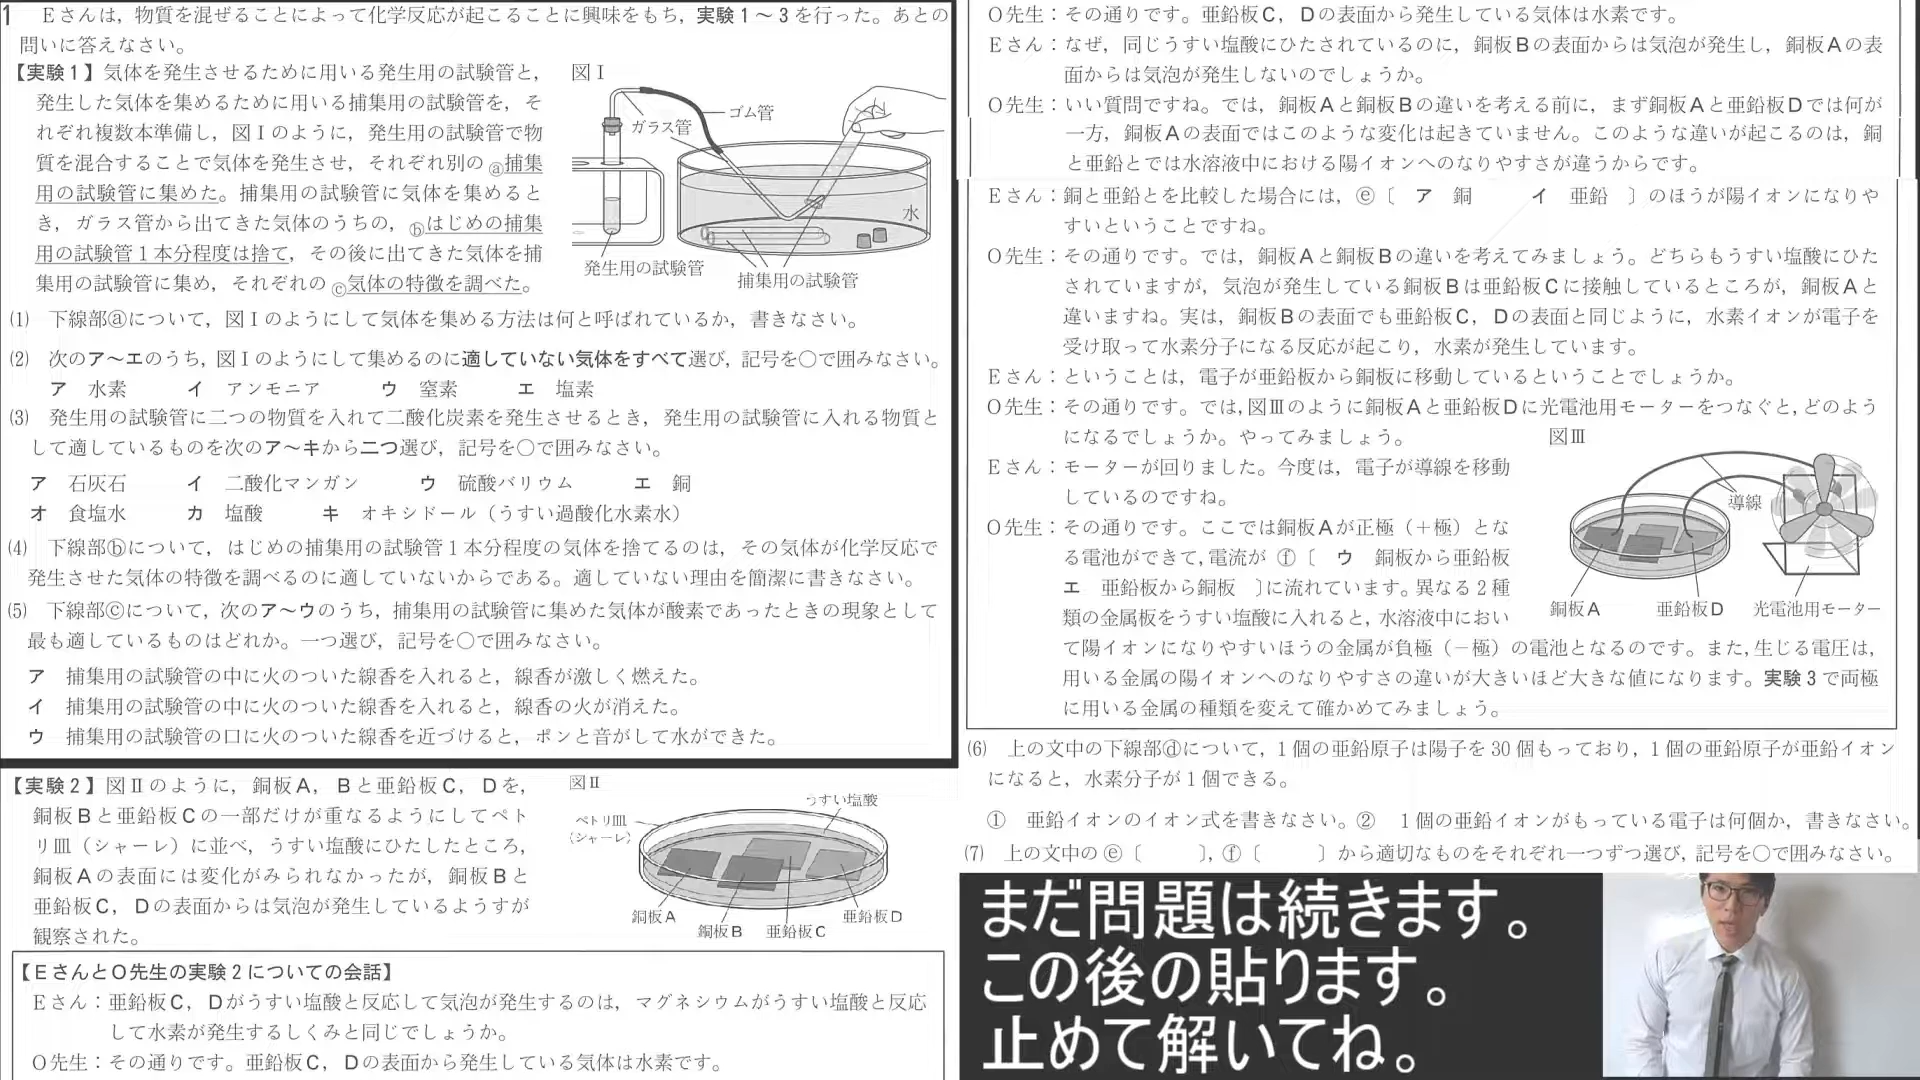 1　Eさんは，物質を混ぜることによって化学反応が起こることに興味をもち，実験1～3を行った。あとの
問いに答えなさい。
【実験1】気体を発生させるために用いる発生用の試験管と，
発生した気体を集めるために用いる捕集用の試験管を，そ
れぞれ複数本準備し，図Ⅰのように，発生用の試験管で物
質を混合することで気体を発生させ，それぞれ別のⓐ捕集
用の試験管に集めた。捕集用の試験管に気体を集めると
き，ガラス管から出てきた気体のうちの，ⓑはじめの捕集
用の試験管1本分程度は捨て，その後に出てきた気体を捕
集用の試験管に集め，それぞれのⓒ気体の特徴を調べた。
図Ⅰ
ゴム管
ガラス管
水
発生用の試験管
捕集用の試験管
(1)　下線部ⓐについて，図Ⅰのようにして気体を集める方法は何と呼ばれているか，書きなさい。
(2)　次のア～エのうち，図Ⅰのようにして集めるのに適していない気体をすべて選び，記号を○で囲みなさい。
ア　水素　　イ　アンモニア　　ウ　窒素　　エ　塩素
(3)　発生用の試験管に二つの物質を入れて二酸化炭素を発生させるとき，発生用の試験管に入れる物質と
して適しているものを次のア～キから二つ選び，記号を○で囲みなさい。
ア　石灰石　　イ　二酸化マンガン　　ウ　硫酸バリウム　　エ　銅
オ　食塩水　　カ　塩酸　　キ　オキシドール（うすい過酸化水素水）
(4)　下線部ⓑについて，はじめの捕集用の試験管1本分程度の気体を捨てるのは，その気体が化学反応で
発生させた気体の特徴を調べるのに適していないからである。適していない理由を簡潔に書きなさい。
(5)　下線部ⓒについて，次のア～ウのうち，捕集用の試験管に集めた気体が酸素であったときの現象として
最も適しているものはどれか。一つ選び，記号を○で囲みなさい。
ア　捕集用の試験管の中に火のついた線香を入れると，線香が激しく燃えた。
イ　捕集用の試験管の中に火のついた線香を入れると，線香の火が消えた。
ウ　捕集用の試験管の口に火のついた線香を近づけると，ポンと音がして水ができた。
【実験2】図Ⅱのように，銅板A，Bと亜鉛板C，Dを，
銅板Bと亜鉛板Cの一部だけが重なるようにしてペト
リ皿（シャーレ）に並べ，うすい塩酸にひたしたところ，
銅板Aの表面には変化がみられなかったが，銅板Bと
亜鉛板C，Dの表面からは気泡が発生しているようすが
観察された。
図Ⅱ
うすい塩酸
ペトリ皿
（シャーレ）
銅板A
銅板B
亜鉛板C
亜鉛板D
【EさんとO先生の実験2についての会話】
Eさん：亜鉛板C，Dがうすい塩酸と反応して気泡が発生するのは，マグネシウムがうすい塩酸と反応
して水素が発生するしくみと同じでしょうか。
O先生：その通りです。亜鉛板C，Dの表面から発生している気体は水素です。
O先生：その通りです。亜鉛板C，Dの表面から発生している気体は水素です。
Eさん：なぜ，同じうすい塩酸にひたされているのに，銅板Bの表面からは気泡が発生し，銅板Aの表
面からは気泡が発生しないのでしょうか。
O先生：いい質問ですね。では，銅板Aと銅板Bの違いを考える前に，まず銅板Aと亜鉛板Dでは何が
一方，銅板Aの表面ではこのような変化は起きていません。このような違いが起こるのは，銅
と亜鉛とでは水溶液中における陽イオンへのなりやすさが違うからです。
Eさん：銅と亜鉛とを比較した場合には，ⓔ〔　ア　銅　　イ　亜鉛　〕のほうが陽イオンになりや
すいということですね。
O先生：その通りです。では，銅板Aと銅板Bの違いを考えてみましょう。どちらもうすい塩酸にひた
されていますが，気泡が発生している銅板Bは亜鉛板Cに接触しているところが，銅板Aと
違いますね。実は，銅板Bの表面でも亜鉛板C，Dの表面と同じように，水素イオンが電子を
受け取って水素分子になる反応が起こり，水素が発生しています。
Eさん：ということは，電子が亜鉛板から銅板に移動しているということでしょうか。
O先生：その通りです。では，図Ⅲのように銅板Aと亜鉛板Dに光電池用モーターをつなぐと，どのよう
になるでしょうか。やってみましょう。
Eさん：モーターが回りました。今度は，電子が導線を移動
しているのですね。
O先生：その通りです。ここでは銅板Aが正極（＋極）とな
る電池ができて，電流が ⓕ〔　ウ　銅板から亜鉛板
エ　亜鉛板から銅板　〕に流れています。異なる2種
類の金属板をうすい塩酸に入れると，水溶液中におい
て陽イオンになりやすいほうの金属が負極（－極）の電池となるのです。また，生じる電圧は，
用いる金属の陽イオンへのなりやすさの違いが大きいほど大きな値になります。実験3で両極
に用いる金属の種類を変えて確かめてみましょう。
図Ⅲ
導線
銅板A
亜鉛板D
光電池用モーター
(6)　上の文中の下線部ⓓについて，1個の亜鉛原子は陽子を30個もっており，1個の亜鉛原子が亜鉛イオン
になると，水素分子が1個できる。
①　亜鉛イオンのイオン式を書きなさい。②　1個の亜鉛イオンがもっている電子は何個か，書きなさい。
(7)　上の文中の ⓔ〔　　〕，ⓕ〔　　〕から適切なものをそれぞれ一つずつ選び，記号を○で囲みなさい。
まだ問題は続きます。
この後の貼ります。
止めて解いてね。